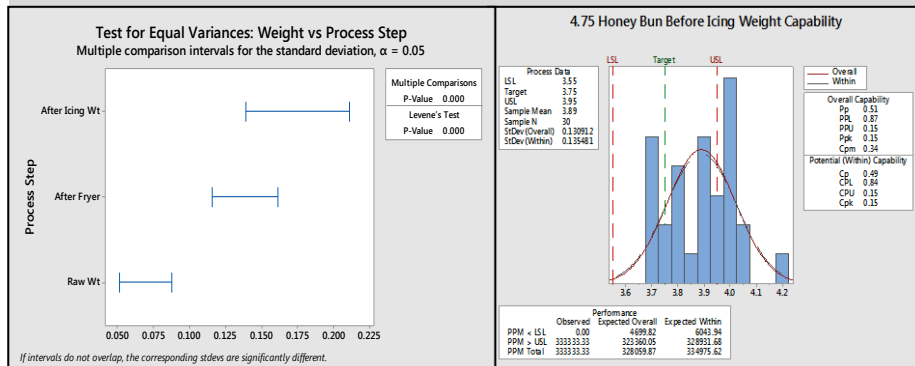 Test for Equal Variances: Weight vs Process Step
Multiple comparison intervals for the standard deviation, α = 0.05
Multiple Comparisons
P-Value 0.000
Levene's Test
P-Value 0.000
Process Step
After Icing Wt
After Fryer
Raw Wt
0.050 0.075 0.100 0.125 0.150 0.175 0.200 0.225
If intervals do not overlap, the corresponding stdevs are significantly different.
4.75 Honey Bun Before Icing Weight Capability
LSL Target USL
Process Data
LSL 3.55
Target 3.75
USL 3.95
Sample Mean 3.89
Sample N 30
StDev(Overall) 0.130912
StDev(Within) 0.135481
Overall
Within
Overall Capability
Pp 0.51
PPL 0.87
PPU 0.15
Ppk 0.15
Cpm 0.34
Potential (Within) Capability
Cp 0.49
CPL 0.84
CPU 0.15
Cpk 0.15
3.6 3.7 3.8 3.9 4.0 4.1 4.2
Performance
Observed Expected Overall Expected Within
PPM < LSL 0.00 4699.82 6043.94
PPM > USL 333333.33 323360.05 328931.68
PPM Total 333333.33 328059.87 334975.62